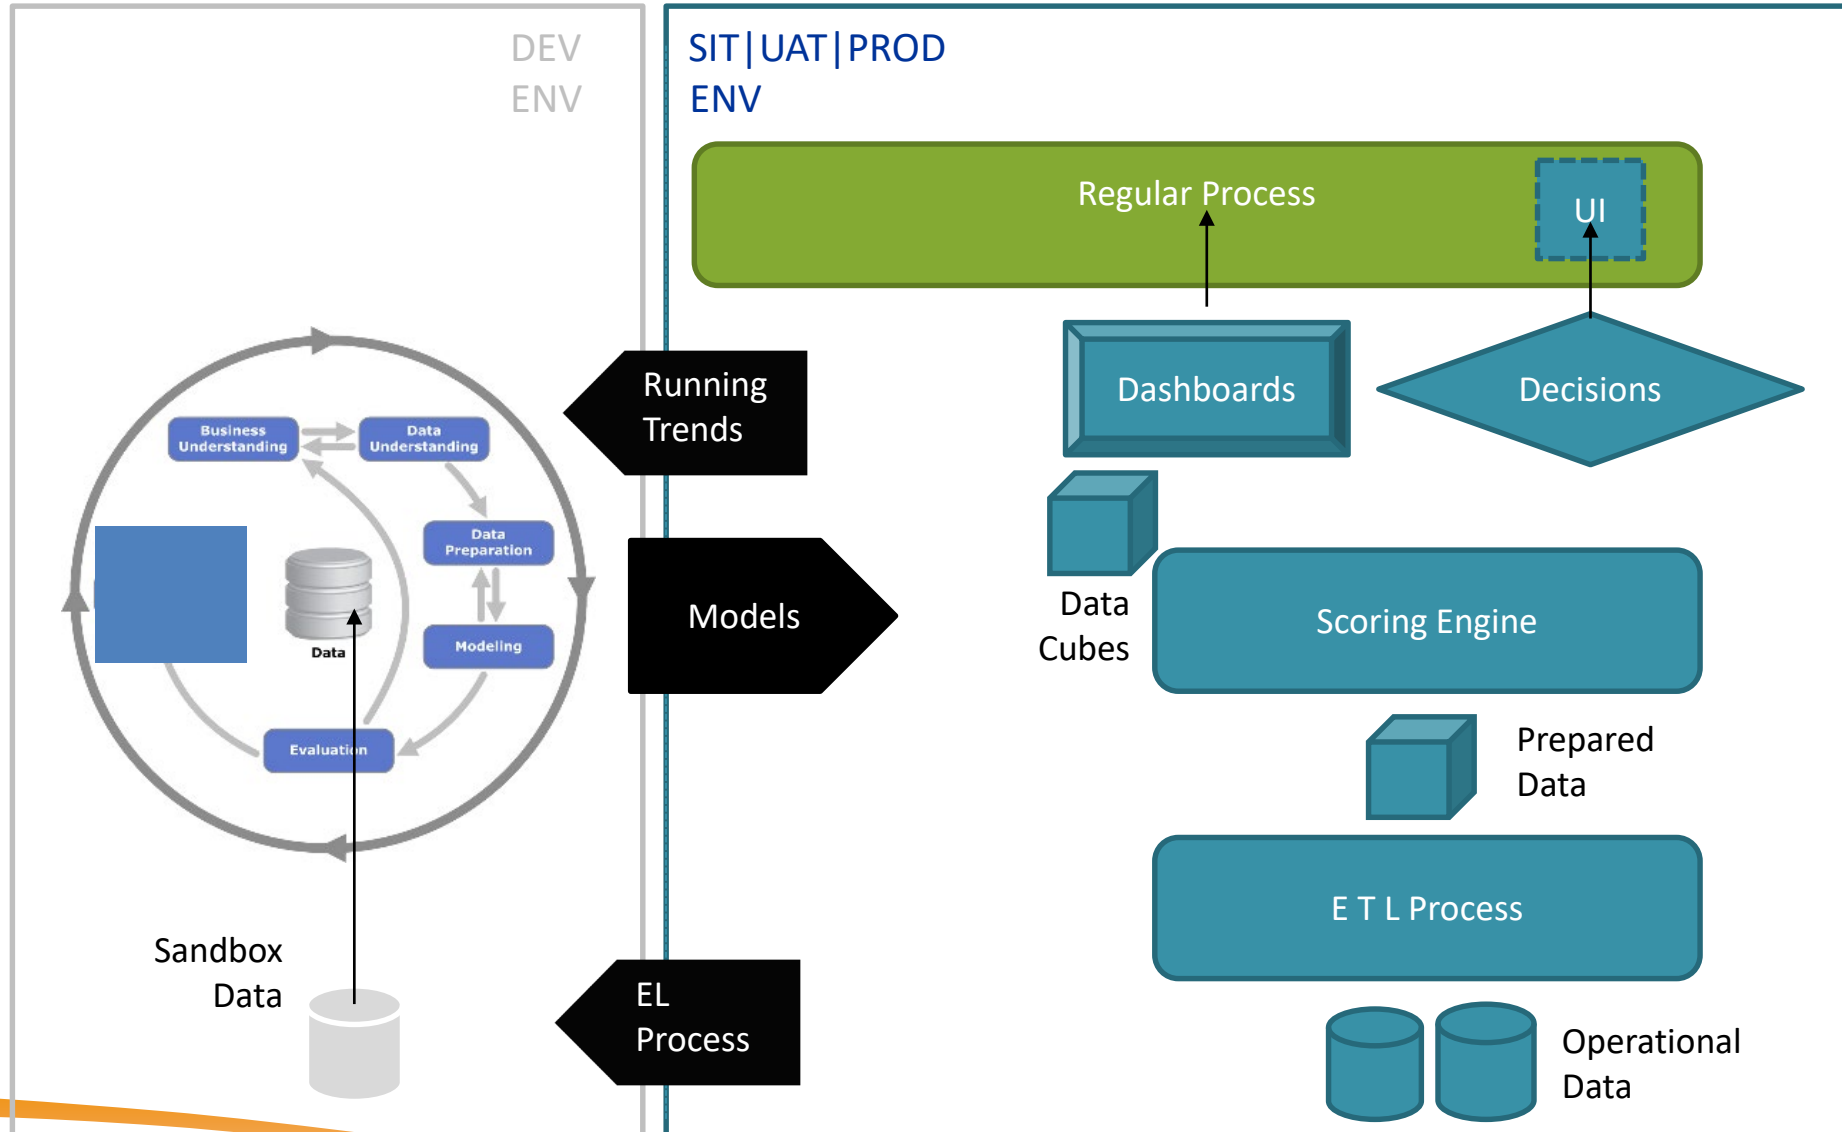 DEV
ENV
SIT|UAT|PROD
ENV
Regular Process
UI
Running
Trends
Dashboards
Decisions
Business
Understanding
Data
Understanding
Data
Preparation
Data
Modeling
Evaluation
Models
Data
Cubes
Scoring Engine
Prepared
Data
E T L Process
Sandbox
Data
EL
Process
Operational
Data